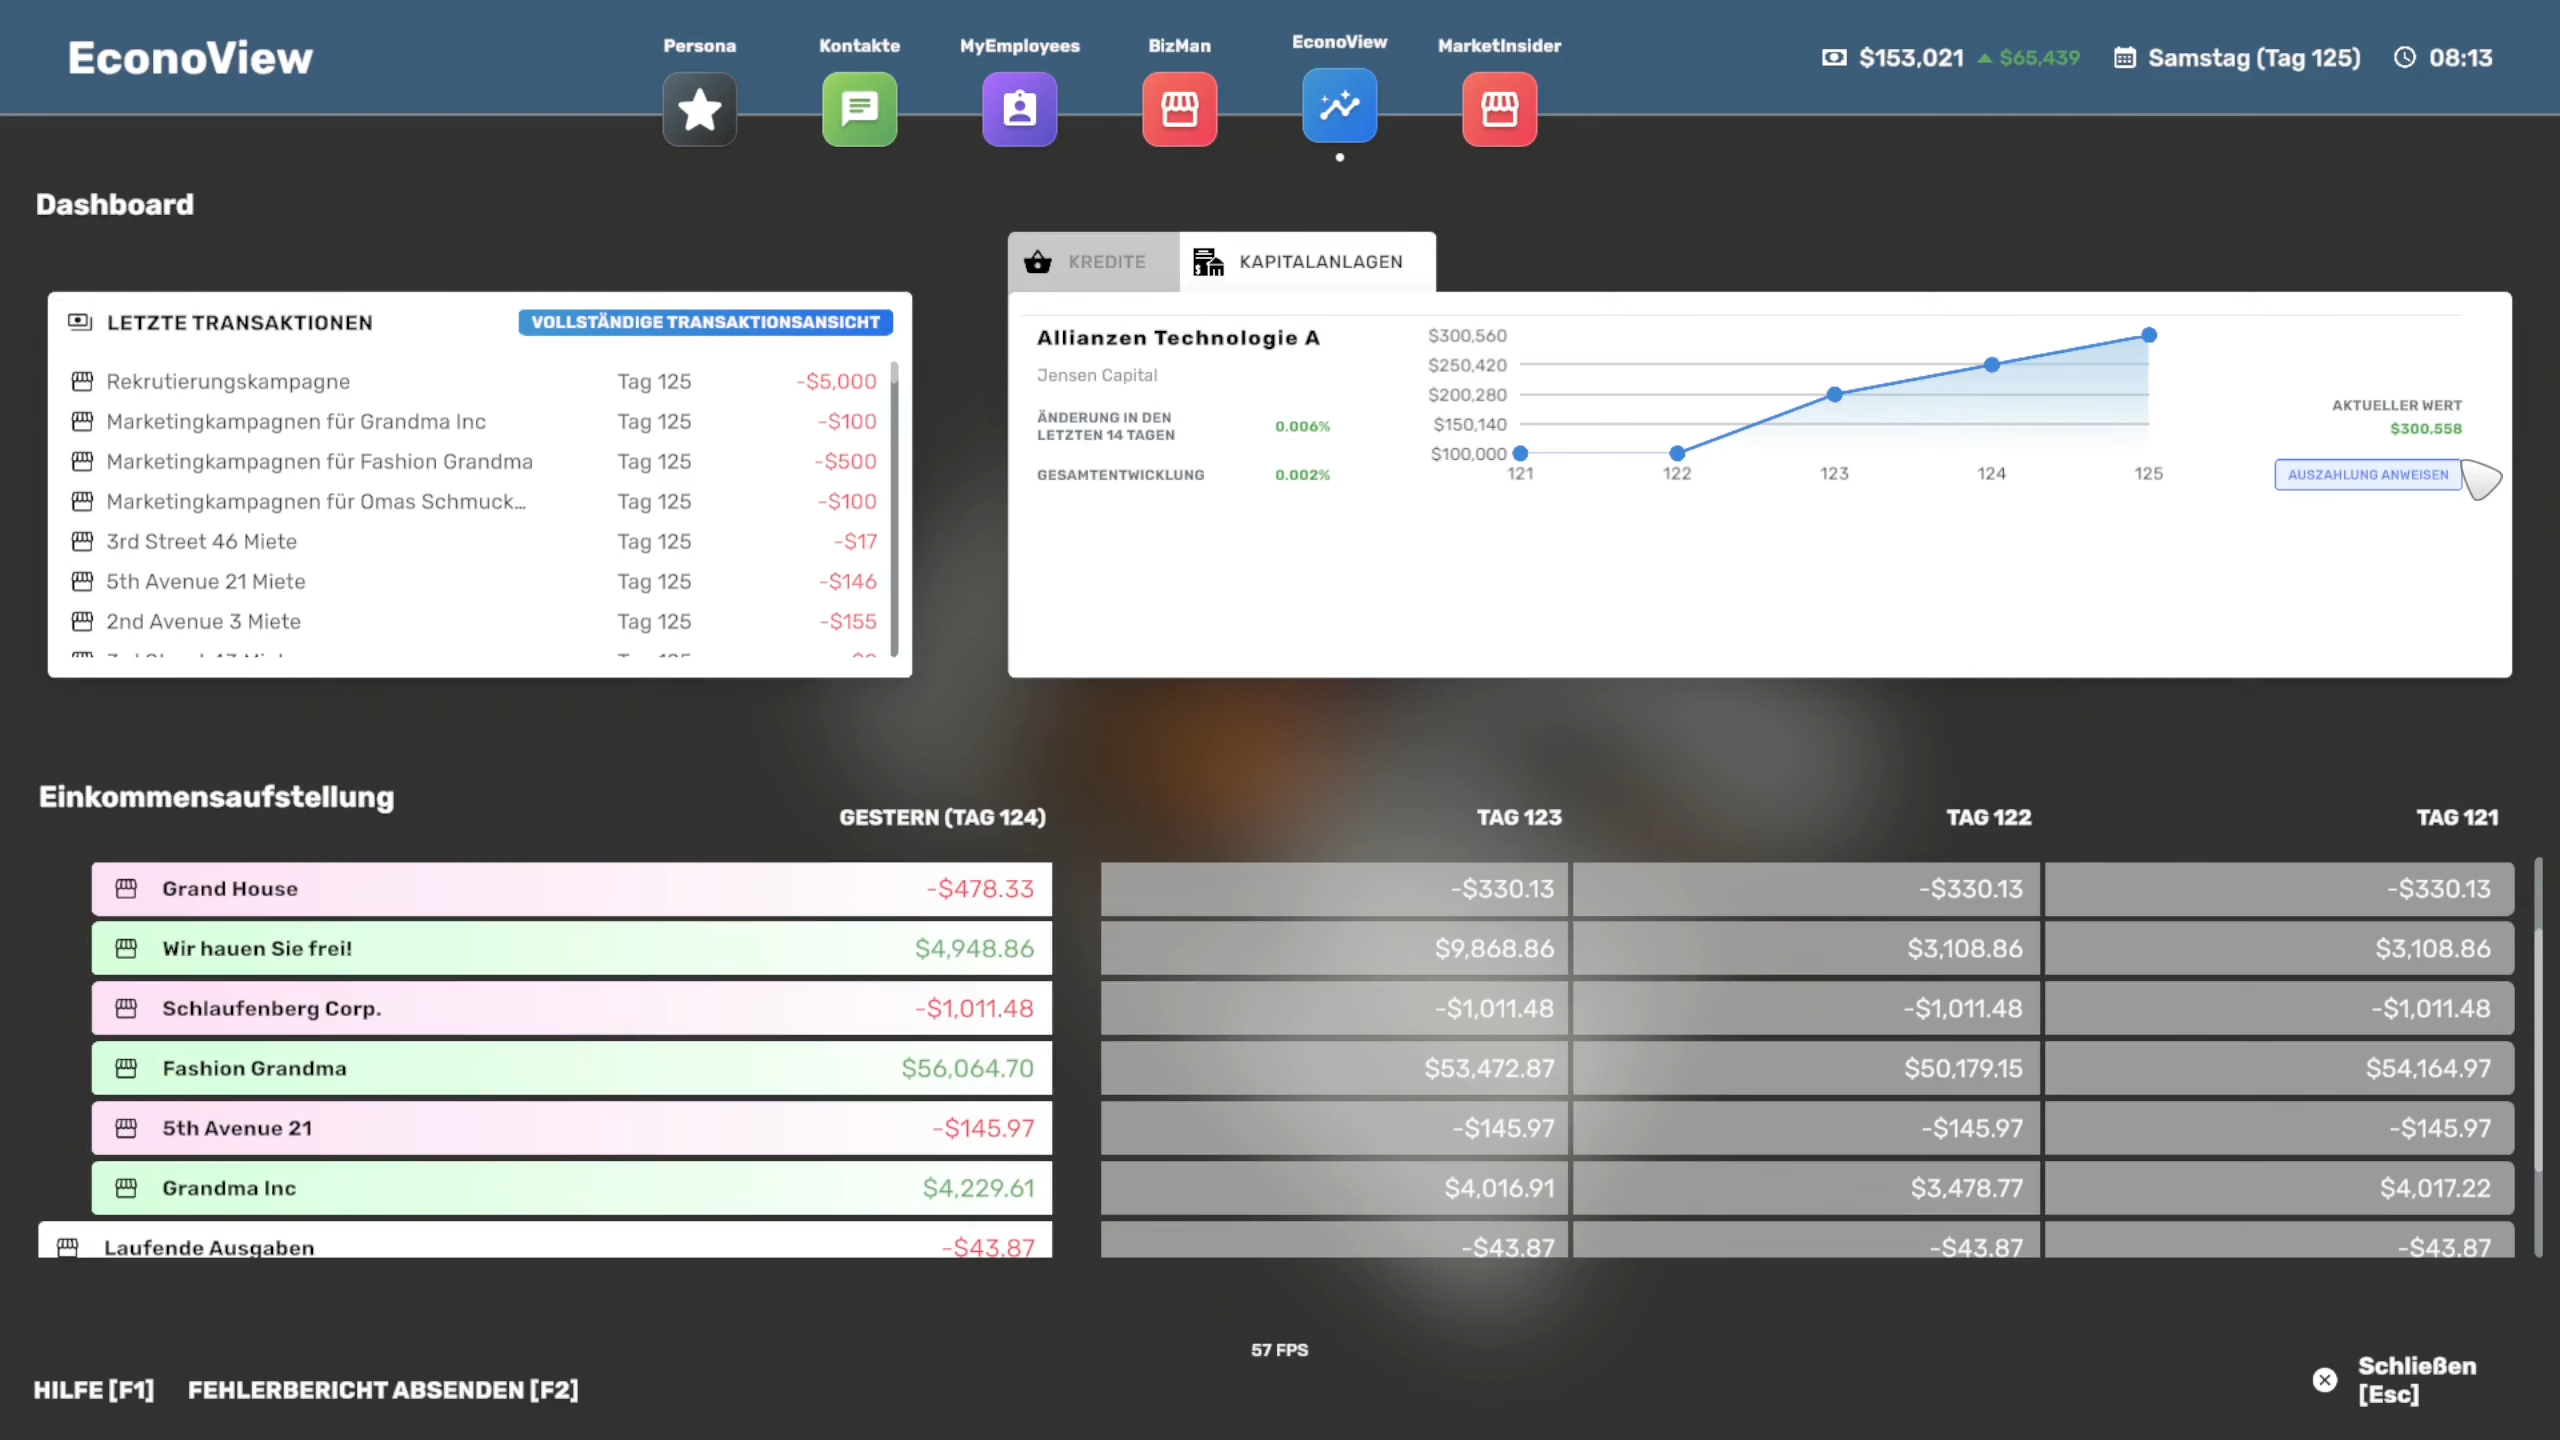 EconoView
Persona
Kontakte
MyEmployees
BizMan
EconoView
MarketInsider
$153,021 $65,439 Samstag (Tag 125) 08:13
Dashboard
LETZTE TRANSAKTIONEN VOLLSTÄNDIGE TRANSAKTIONSANSICHT
Rekrutierungskampagne Tag 125 -$5,000
Marketingkampagnen für Grandma Inc Tag 125 -$100
Marketingkampagnen für Fashion Grandma Tag 125 -$500
Marketingkampagnen für Omas Schmuck... Tag 125 -$100
3rd Street 46 Miete Tag 125 -$17
5th Avenue 21 Miete Tag 125 -$146
2nd Avenue 3 Miete Tag 125 -$155
KREDITE KAPITALANLAGEN
Allianzen Technologie A
Jensen Capital
ÄNDERUNG IN DEN
LETZTEN 14 TAGEN 0.006%
GESAMTENTWICKLUNG 0.002%
$300,560
$250,420
$200,280
$150,140
$100,000
121 122 123 124 125
AKTUELLER WERT
$300,558
AUSZAHLUNG ANWEISEN
Einkommensaufstellung
GESTERN (TAG 124) TAG 123 TAG 122 TAG 121
Grand House -$478.33 -$330.13 -$330.13 -$330.13
Wir hauen Sie frei! $4,948.86 $9,868.86 $3,108.86 $3,108.86
Schlaufenberg Corp. -$1,011.48 -$1,011.48 -$1,011.48 -$1,011.48
Fashion Grandma $56,064.70 $53,472.87 $50,179.15 $54,164.97
5th Avenue 21 -$145.97 -$145.97 -$145.97 -$145.97
Grandma Inc $4,229.61 $4,016.91 $3,478.77 $4,017.22
Laufende Ausgaben -$43.87 -$43.87 -$43.87 -$43.87
57 FPS
HILFE [F1] FEHLERBERICHT ABSENDEN [F2]
Schließen
[Esc]